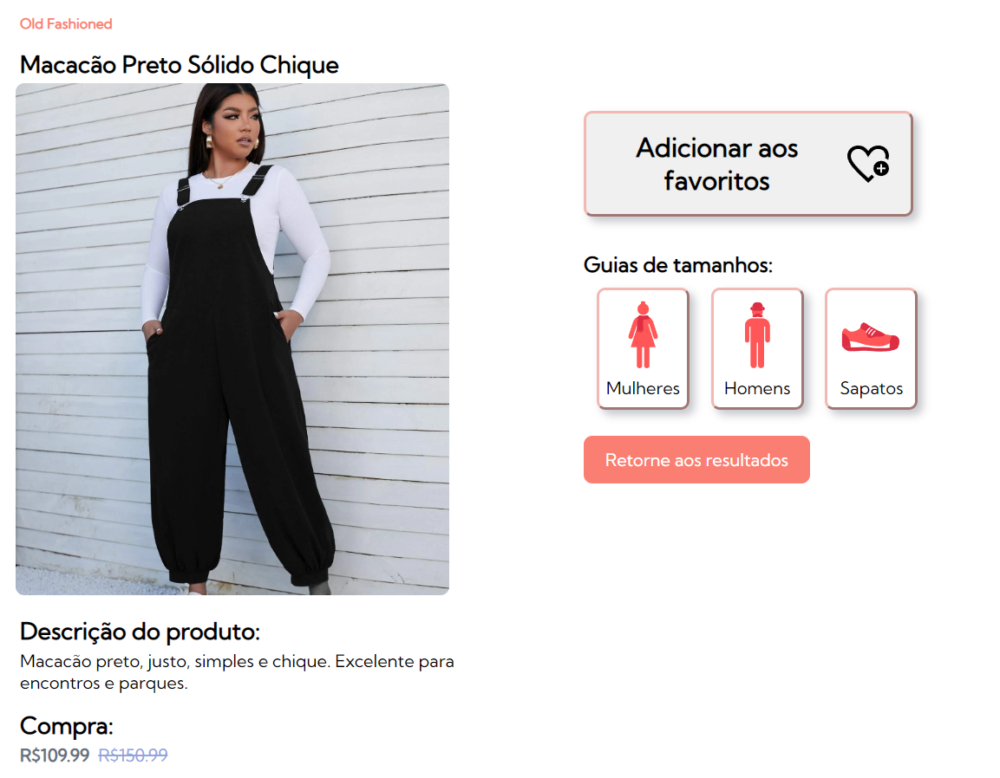 Old Fashioned
Macacão Preto Sólido Chique
Adicionar aos
favoritos
Guias de tamanhos:
Mulheres
Homens
Sapatos
Retorne aos resultados
Descrição do produto:
Macacão preto, justo, simples e chique. Excelente para
encontros e parques.
Compra:
R$109.99 R$150.99